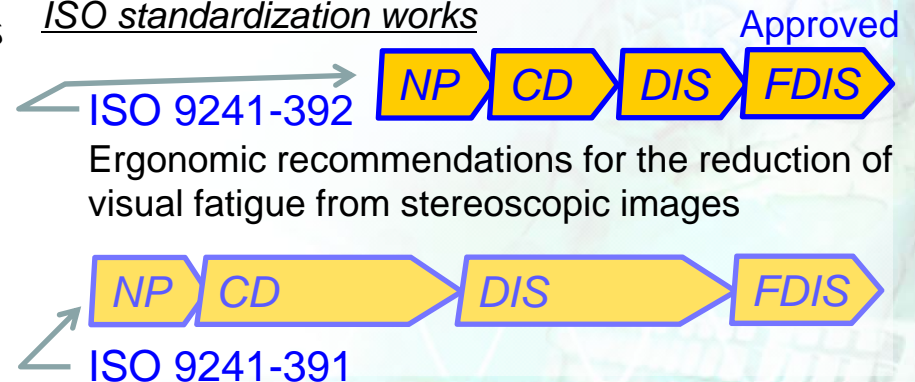 s
ISO standardization works
Approved
NP CD DIS FDIS
ISO 9241-392
Ergonomic recommendations for the reduction of
visual fatigue from stereoscopic images
NP CD DIS FDIS
ISO 9241-391